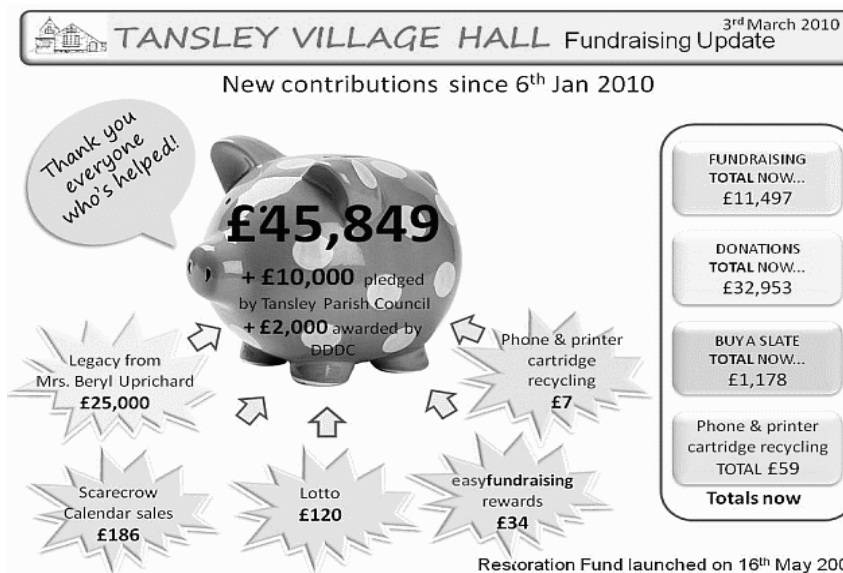 TANSLEY VILLAGE HALL Fundraising Update
3rd March 2010
New contributions since 6th Jan 2010
Thank you
everyone
who's helped!
£45,849
+ £10,000 pledged
by Tansley Parish Council
+ £2,000 awarded by
DDDC
Legacy from
Mrs. Beryl Uprichard
£25,000
Scarecrow
Calendar sales
£186
Lotto
£120
easyfundraising
rewards
£34
Phone & printer
cartridge
recycling
£7
FUNDRAISING
TOTAL NOW...
£11,497
DONATIONS
TOTAL NOW...
£32,953
BUY A SLATE
TOTAL NOW...
£1,178
Phone & printer
cartridge recycling
TOTAL £59
Totals now
Restoration Fund launched on 16th May